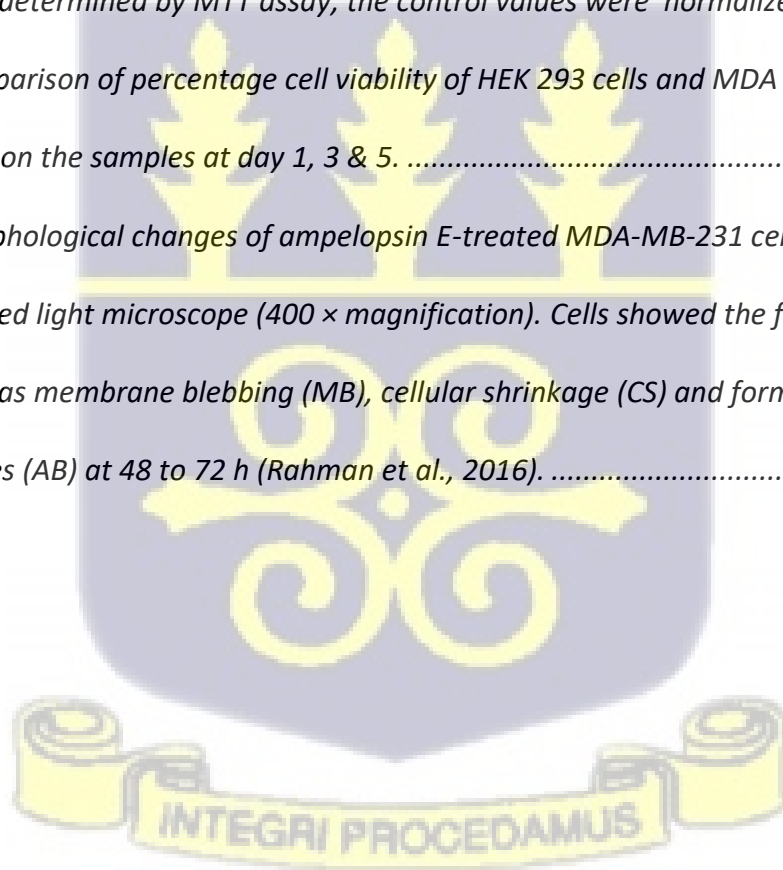 determined by MTT assay, the control values were normalize
parison of percentage cell viability of HEK 293 cells and MDA
on the samples at day 1, 3 & 5. ................................................
phological changes of ampelopsin E-treated MDA-MB-231 cel
ed light microscope (400 × magnification). Cells showed the f
as membrane blebbing (MB), cellular shrinkage (CS) and form
es (AB) at 48 to 72 h (Rahman et al., 2016). ..............................
INTEGRI PROCEDAMUS